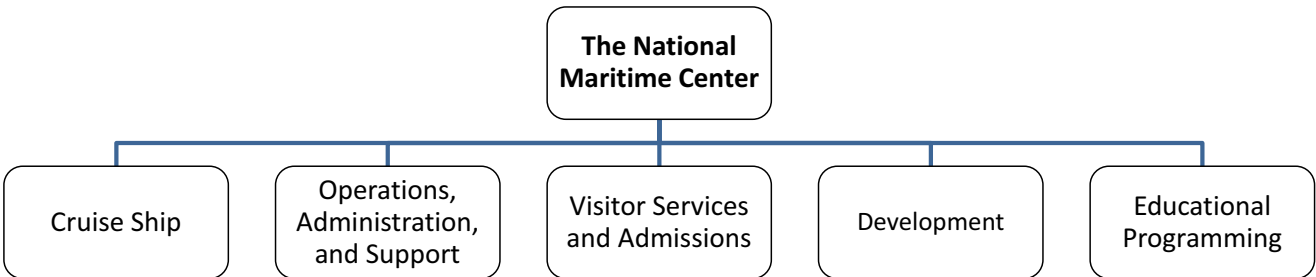 The National
Maritime Center
Cruise Ship
Operations,
Administration,
and Support
Visitor Services
and Admissions
Development
Educational
Programming